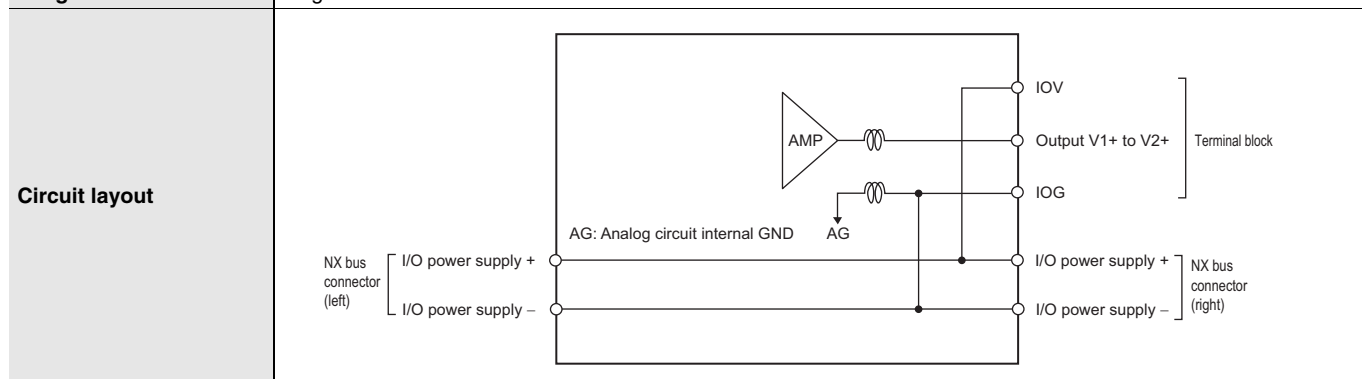 Circuit layout
IOV
AMP
Output V1+ to V2+
Terminal block
IOG
AG: Analog circuit internal GND
AG
NX bus
connector
(left)
I/O power supply +
I/O power supply –
I/O power supply +
I/O power supply –
NX bus
connector
(right)